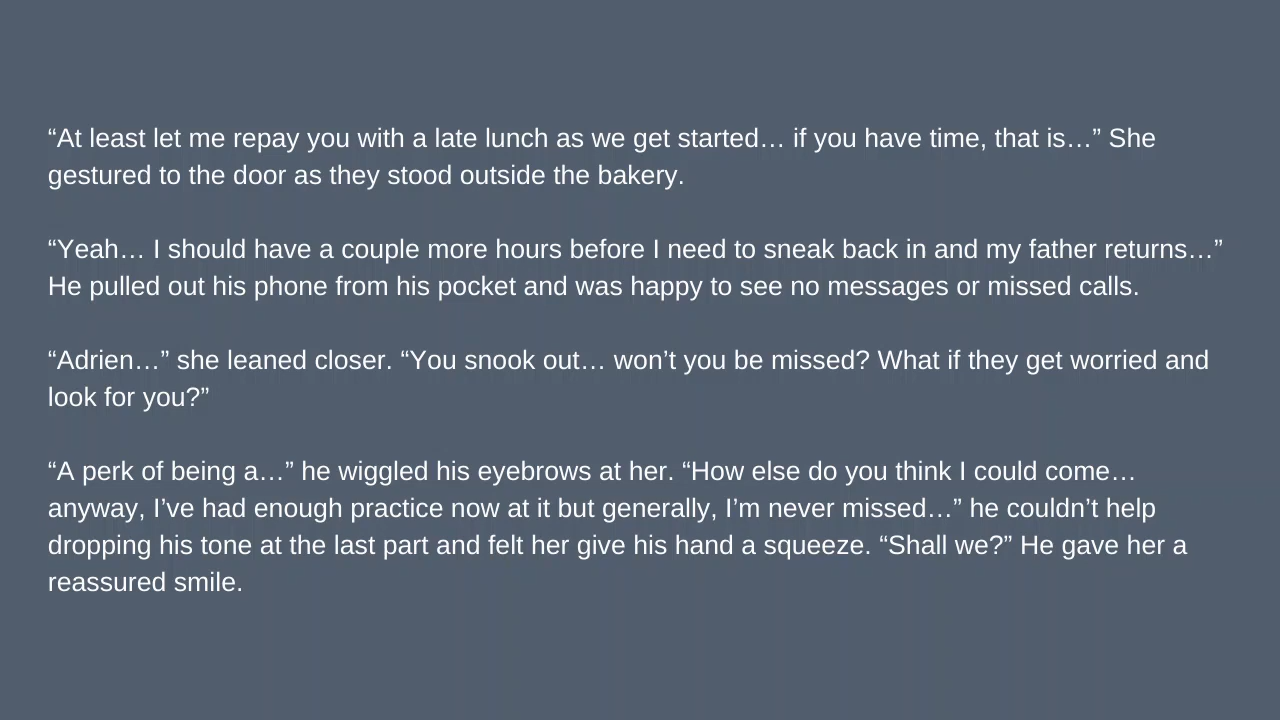 “At least let me repay you with a late lunch as we get started… if you have time, that is…” She
gestured to the door as they stood outside the bakery.
“Yeah… I should have a couple more hours before I need to sneak back in and my father returns…”
He pulled out his phone from his pocket and was happy to see no messages or missed calls.
“Adrien…” she leaned closer. “You snook out… won’t you be missed? What if they get worried and
look for you?”
“A perk of being a…” he wiggled his eyebrows at her. “How else do you think I could come…
anyway, I’ve had enough practice now at it but generally, I’m never missed…” he couldn’t help
dropping his tone at the last part and felt her give his hand a squeeze. “Shall we?” He gave her a
reassured smile.